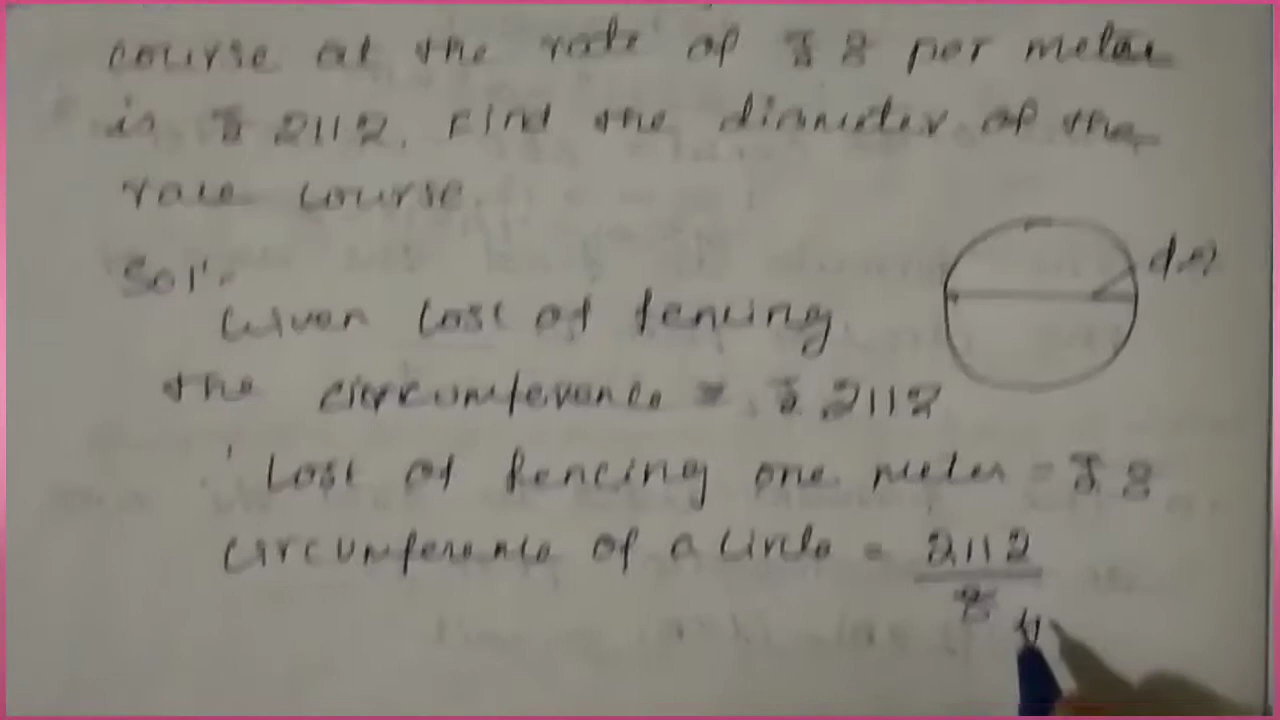 course at the rate of ₹ 8 per meter
is ₹ 2112. Find the diameter of the
race course.
Sol:
d=?
Given Cost of fencing
the circumference = ₹ 2112
Cost of fencing one meter = ₹ 8
circumference of a circle = 2112
8